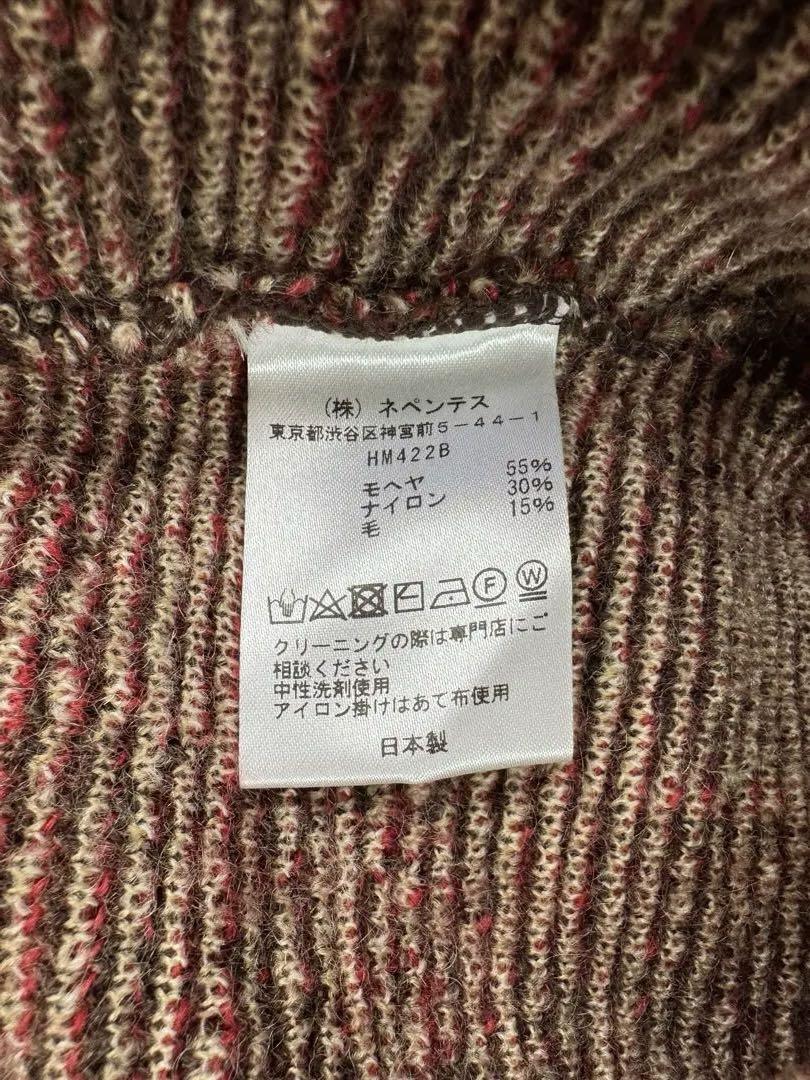 (株) ネペンテス
東京都渋谷区神宮前5-44-1
HM422B
モヘヤ 55%
ナイロン 30%
毛 15%
F W
クリーニングの際は専門店にご
相談ください
中性洗剤使用
アイロン掛けはあて布使用
日本製